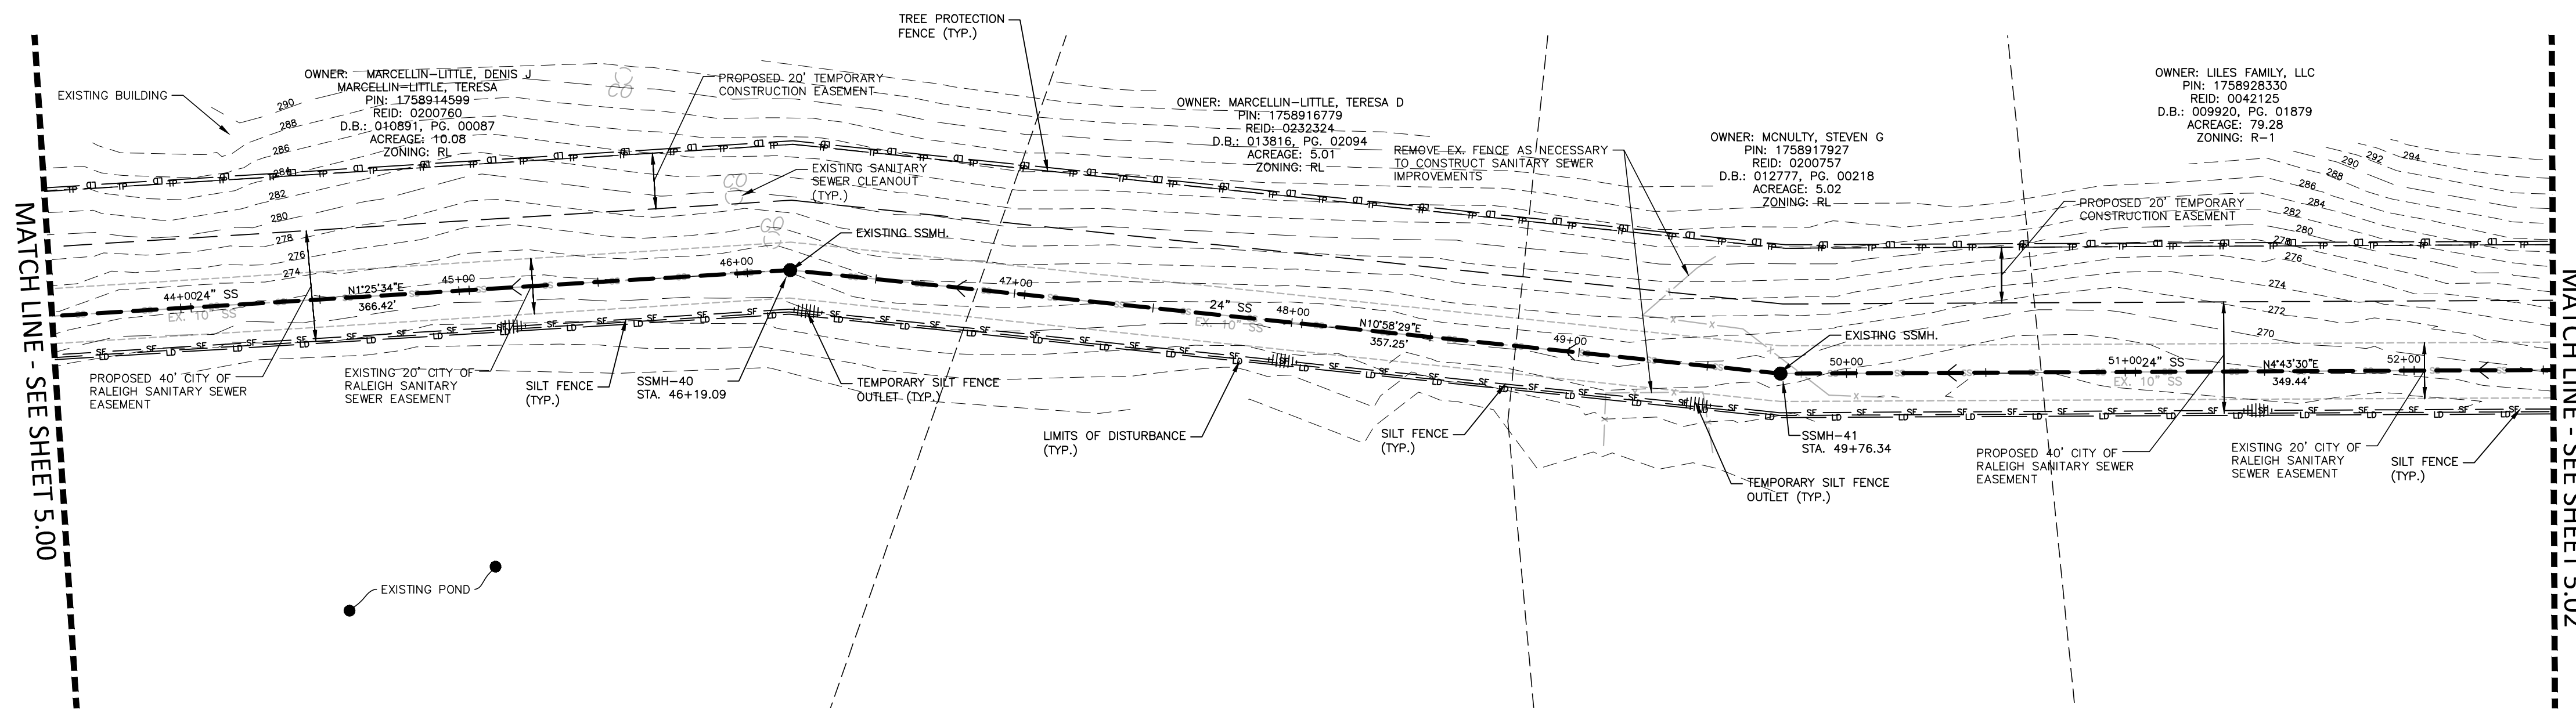 TREE PROTECTION
FENCE (TYP.)
EXISTING BUILDING
OWNER: MARCELLIN-LITTLE, DENIS J
MARCELLIN-LITTLE, TERESA
PIN: 1758914599
REID: 0200760
D.B.: 010891, PG. 00087
ACREAGE: 10.08
ZONING: RL
PROPOSED 20' TEMPORARY
CONSTRUCTION EASEMENT
OWNER: MARCELLIN-LITTLE, TERESA D
PIN: 1758916779
REID: 0232324
D.B.: 013816, PG. 02094
ACREAGE: 5.01
ZONING: RL
REMOVE EX. FENCE AS NECESSARY
TO CONSTRUCT SANITARY SEWER
IMPROVEMENTS
OWNER: MCNULTY, STEVEN G
PIN: 1758917927
REID: 0200757
D.B.: 012777, PG. 00218
ACREAGE: 5.02
ZONING: RL
OWNER: LILES FAMILY, LLC
PIN: 1758928330
REID: 0042125
D.B.: 009920, PG. 01879
ACREAGE: 79.28
ZONING: R-1
PROPOSED 20' TEMPORARY
CONSTRUCTION EASEMENT
EXISTING SANITARY
SEWER CLEANOUT
(TYP.)
CO
CO
CO
290
288
286
284
282
280
278
276
274
290
292
294
288
286
284
282
280
278
276
274
272
270
EXISTING SSMH.
EXISTING SSMH.
44+00
24" SS
EX. 10" SS
N1°25'34"E
366.42'
45+00
46+00
47+00
24" SS
EX. 10" SS
48+00
N10°58'29"E
357.25'
49+00
50+00
51+00
24" SS
EX. 10" SS
N4°43'30"E
349.44'
52+00
PROPOSED 40' CITY OF
RALEIGH SANITARY SEWER
EASEMENT
EXISTING 20' CITY OF
RALEIGH SANITARY
SEWER EASEMENT
SILT FENCE
(TYP.)
SSMH-40
STA. 46+19.09
TEMPORARY SILT FENCE
OUTLET (TYP.)
LIMITS OF DISTURBANCE
(TYP.)
SILT FENCE
(TYP.)
SSMH-41
STA. 49+76.34
TEMPORARY SILT FENCE
OUTLET (TYP.)
PROPOSED 40' CITY OF
RALEIGH SANITARY SEWER
EASEMENT
EXISTING 20' CITY OF
RALEIGH SANITARY
SEWER EASEMENT
SILT FENCE
(TYP.)
EXISTING POND
MATCH LINE - SEE SHEET 5.00
MATCH LINE - SEE SHEET 5.02